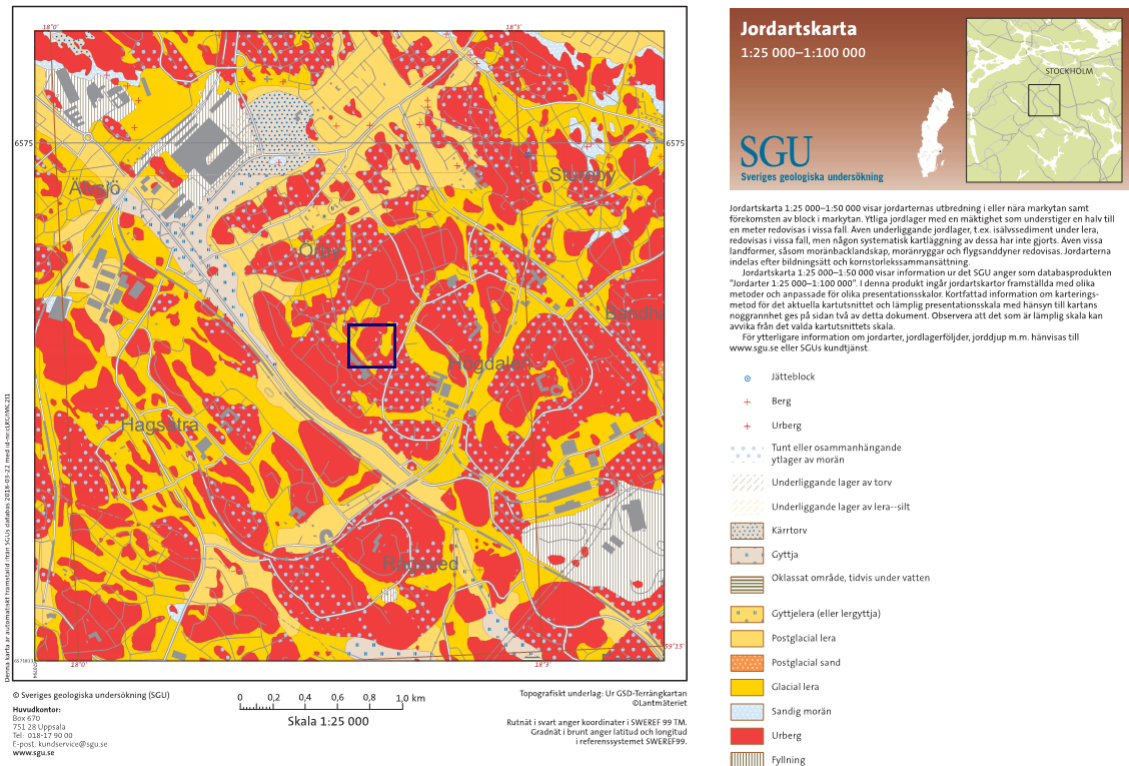 18°0'
18°3'
6575
Älvsjö
Stureby
Örby
Bandha
Högdalen
Hagsätra
Rågsved
59°15'
18°0'
18°3'
© Sveriges geologiska undersökning (SGU)
Huvudkontor:
Box 670
751 28 Uppsala
Tel: 018-17 90 00
E-post: kundservice@sgu.se
www.sgu.se
0 0,2 0,4 0,6 0,8 1,0 km
Skala 1:25 000
Topografiskt underlag: Ur GSD-Terrängkartan
©Lantmäteriet
Rutnät i svart anger koordinater i SWEREF 99 TM.
Gradnät i brunt anger latitud och longitud
i referenssystemet SWEREF99.
Jordartskarta
1:25 000–1:100 000
STOCKHOLM
SGU
Sveriges geologiska undersökning
Jordartskarta 1:25 000–1:50 000 visar jordarternas utbredning i eller nära markytan samt
förekomsten av block i markytan. Ytliga jordlager med en mäktighet som understiger en halv till
en meter redovisas i vissa fall. Även underliggande jordlager, t.ex. isälvssediment under lera,
redovisas i vissa fall, men någon systematisk kartläggning av dessa har inte gjorts. Även vissa
landformer, såsom moränbacklandskap, moränryggar och flygsanddyner redovisas. Jordarterna
indelas efter bildningsätt och kornstorlekssammansättning.
Jordartskarta 1:25 000–1:50 000 visar information ur det SGU anger som databasprodukten
”Jordarter 1:25 000–1:100 000”. I denna produkt ingår jordartskartor framställda med olika
metoder och anpassade för olika presentationsskalor. Kortfattad information om karterings-
metod för det aktuella kartutsnittet och lämplig presentationsskala med hänsyn till kartans
noggrannhet ges på sidan två av detta dokument. Observera att det som är lämplig skala kan
avvika från det valda kartutsnittets skala.
För ytterligare information om jordarter, jordlagerföljder, jorddjup m.m. hänvisas till
www.sgu.se eller SGUs kundtjänst.
Jätteblock
Berg
Urberg
Tunt eller osammanhängande
ytlager av morän
Underliggande lager av torv
Underliggande lager av lera--silt
Kärrtorv
Gyttja
Oklassat område, tidvis under vatten
Gyttjelera (eller lergyttja)
Postglacial lera
Postglacial sand
Glacial lera
Sandig morän
Urberg
Fyllning